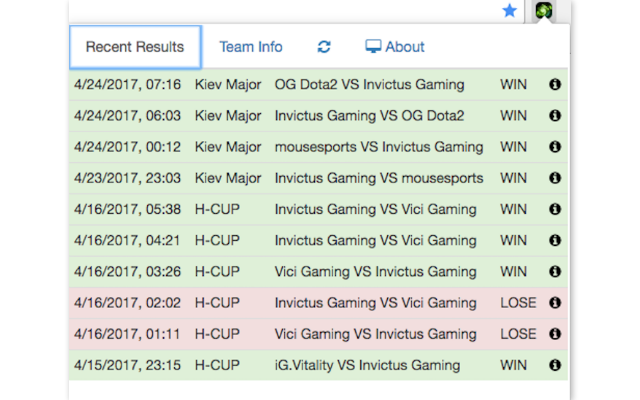 Recent Results Team Info About
4/24/2017, 07:16 Kiev Major OG Dota2 VS Invictus Gaming WIN
4/24/2017, 06:03 Kiev Major Invictus Gaming VS OG Dota2 WIN
4/24/2017, 00:12 Kiev Major mousesports VS Invictus Gaming WIN
4/23/2017, 23:03 Kiev Major Invictus Gaming VS mousesports WIN
4/16/2017, 05:38 H-CUP Invictus Gaming VS Vici Gaming WIN
4/16/2017, 04:21 H-CUP Invictus Gaming VS Vici Gaming WIN
4/16/2017, 03:26 H-CUP Vici Gaming VS Invictus Gaming WIN
4/16/2017, 02:02 H-CUP Invictus Gaming VS Vici Gaming LOSE
4/16/2017, 01:11 H-CUP Vici Gaming VS Invictus Gaming LOSE
4/15/2017, 23:15 H-CUP iG.Vitality VS Invictus Gaming WIN